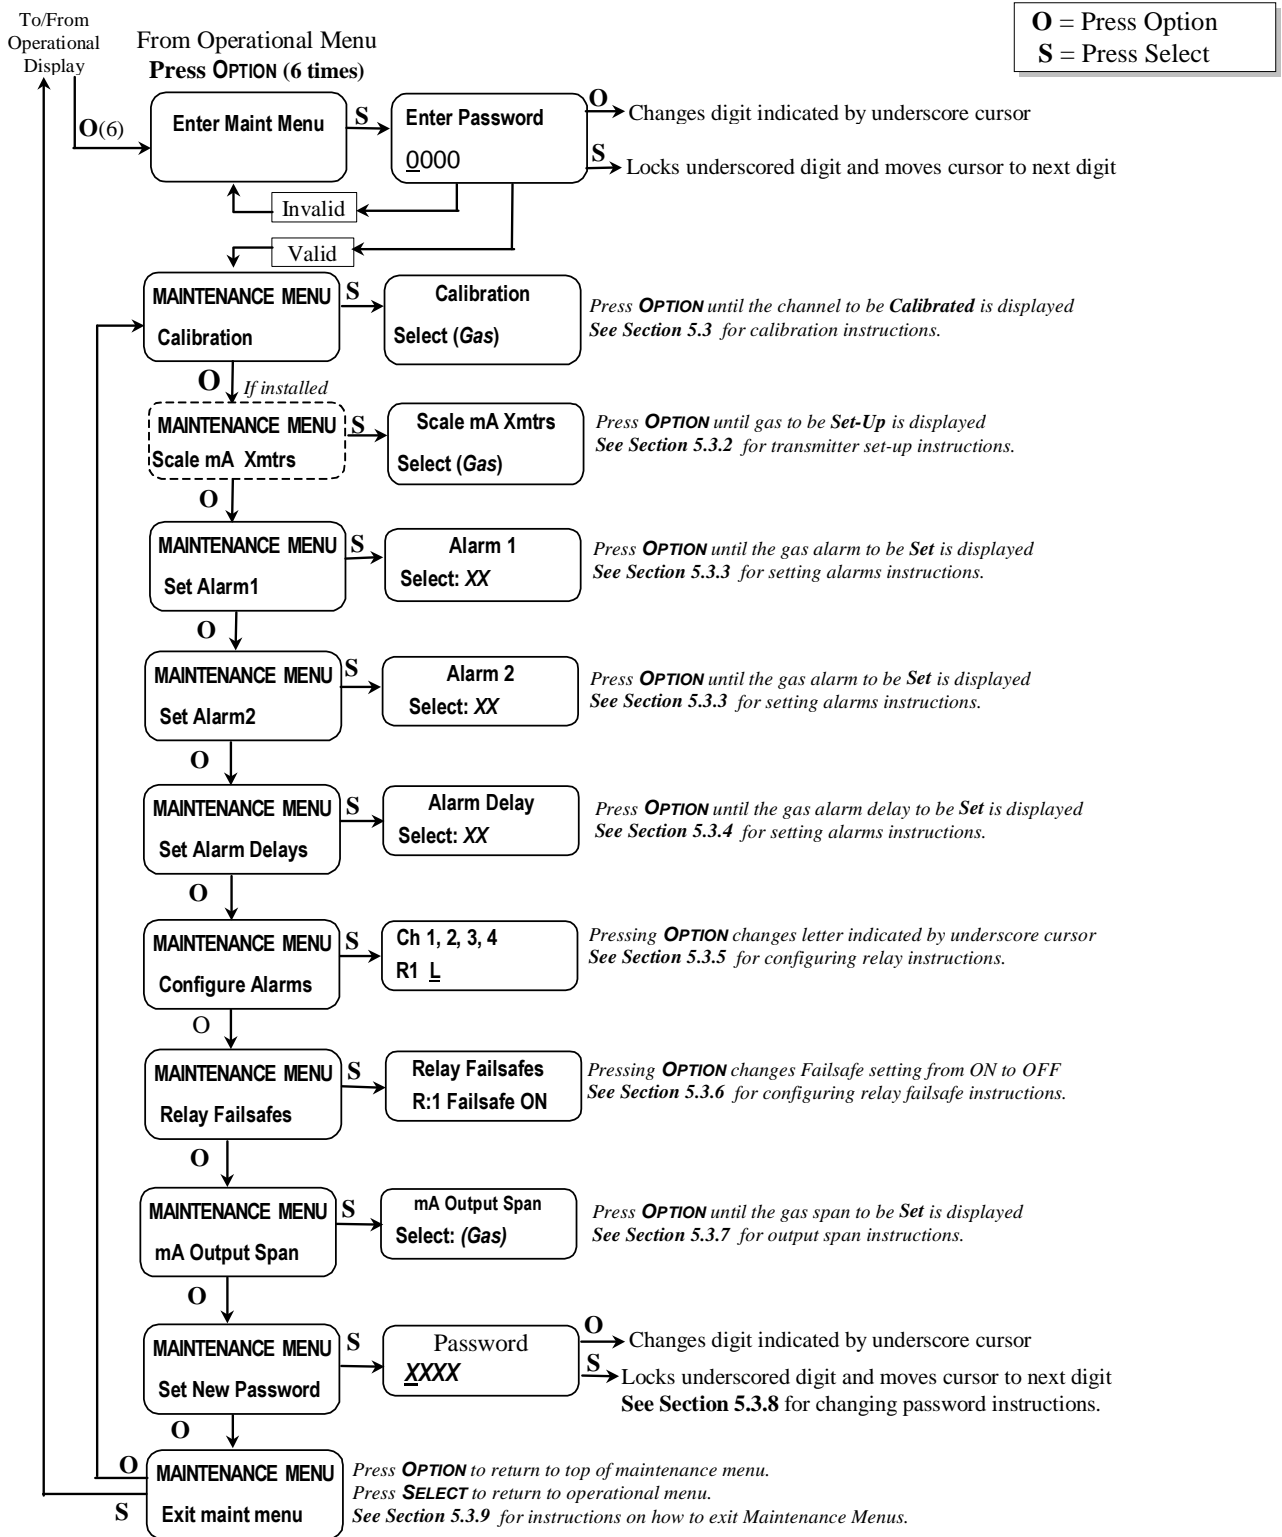 To/From
Operational
Display
From Operational Menu
Press OPTION (6 times)
O = Press Option
S = Press Select
O(6)
Enter Maint Menu
S
Enter Password
0000
O
Changes digit indicated by underscore cursor
S
Locks underscored digit and moves cursor to next digit
Invalid
Valid
MAINTENANCE MENU
Calibration
S
Calibration
Select (Gas)
Press OPTION until the channel to be Calibrated is displayed
See Section 5.3 for calibration instructions.
O
If installed
MAINTENANCE MENU
Scale mA Xmtrs
S
Scale mA Xmtrs
Select (Gas)
Press OPTION until gas to be Set-Up is displayed
See Section 5.3.2 for transmitter set-up instructions.
O
MAINTENANCE MENU
Set Alarm1
S
Alarm 1
Select: XX
Press OPTION until the gas alarm to be Set is displayed
See Section 5.3.3 for setting alarms instructions.
O
MAINTENANCE MENU
Set Alarm2
S
Alarm 2
Select: XX
Press OPTION until the gas alarm to be Set is displayed
See Section 5.3.3 for setting alarms instructions.
O
MAINTENANCE MENU
Set Alarm Delays
S
Alarm Delay
Select: XX
Press OPTION until the gas alarm delay to be Set is displayed
See Section 5.3.4 for setting alarms instructions.
O
MAINTENANCE MENU
Configure Alarms
S
Ch 1, 2, 3, 4
R1 L
Pressing OPTION changes letter indicated by underscore cursor
See Section 5.3.5 for configuring relay instructions.
O
MAINTENANCE MENU
Relay Failsafes
S
Relay Failsafes
R:1 Failsafe ON
Pressing OPTION changes Failsafe setting from ON to OFF
See Section 5.3.6 for configuring relay failsafe instructions.
O
MAINTENANCE MENU
mA Output Span
S
mA Output Span
Select: (Gas)
Press OPTION until the gas span to be Set is displayed
See Section 5.3.7 for output span instructions.
O
MAINTENANCE MENU
Set New Password
S
Password
XXXX
O
Changes digit indicated by underscore cursor
S
Locks underscored digit and moves cursor to next digit
See Section 5.3.8 for changing password instructions.
O
O
S
MAINTENANCE MENU
Exit maint menu
Press OPTION to return to top of maintenance menu.
Press SELECT to return to operational menu.
See Section 5.3.9 for instructions on how to exit Maintenance Menus.